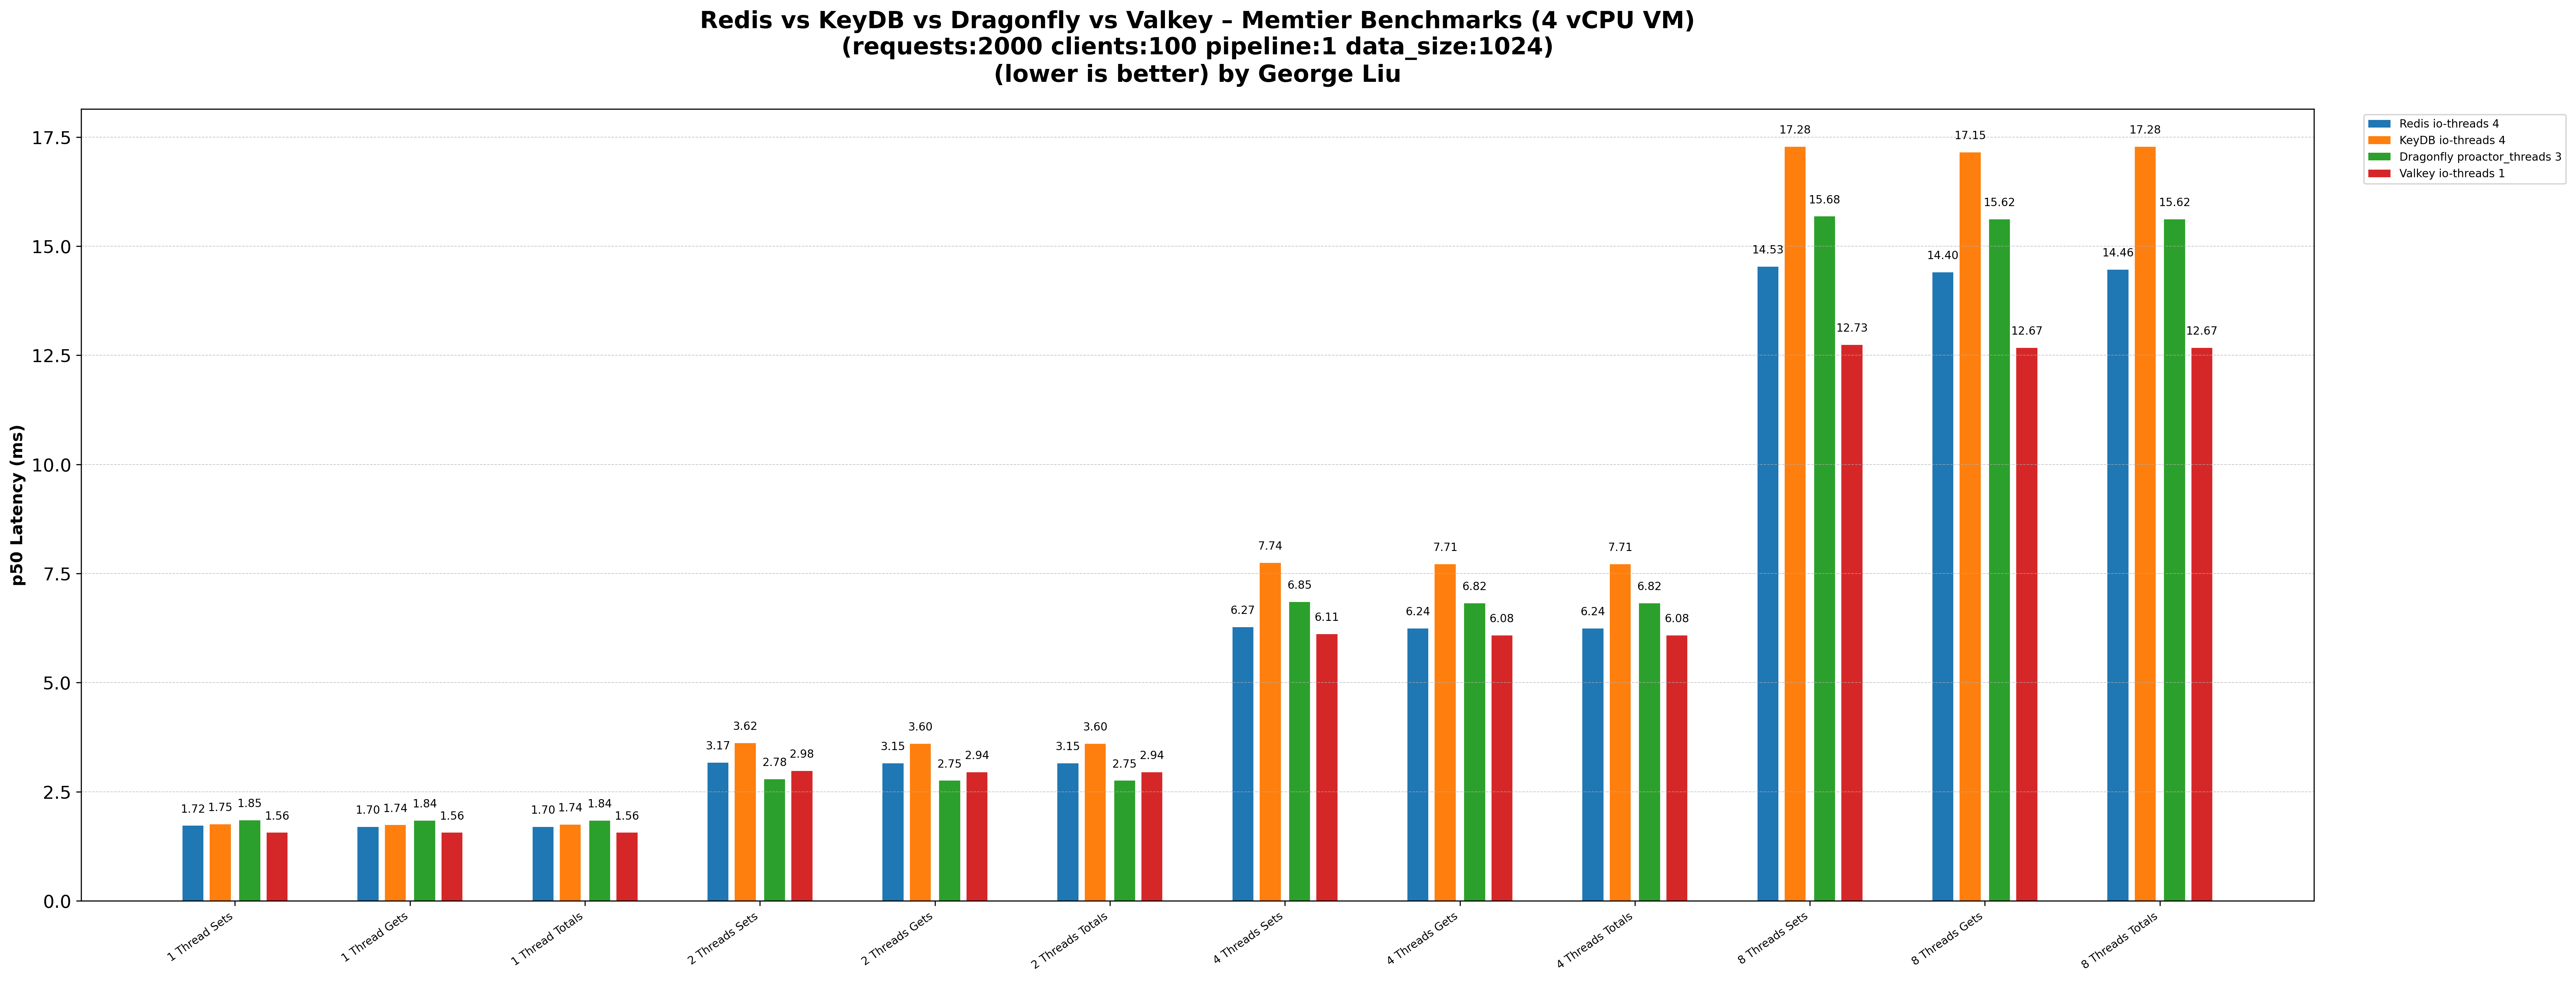 Redis vs KeyDB vs Dragonfly vs Valkey – Memtier Benchmarks (4 vCPU VM)
(requests:2000 clients:100 pipeline:1 data_size:1024)
(lower is better) by George Liu
Redis io-threads 4
KeyDB io-threads 4
Dragonfly proactor_threads 3
Valkey io-threads 1
p50 Latency (ms)
17.5
15.0
12.5
10.0
7.5
5.0
2.5
0.0
1.72 1.75 1.85 1.56
1.70 1.74 1.84 1.56
1.70 1.74 1.84 1.56
3.17 3.62 2.78 2.98
3.15 3.60 2.75 2.94
3.15 3.60 2.75 2.94
6.27 7.74 6.85 6.11
6.24 7.71 6.82 6.08
6.24 7.71 6.82 6.08
14.53 17.28 15.68 12.73
14.40 17.15 15.62 12.67
14.46 17.28 15.62 12.67
1 Thread Sets
1 Thread Gets
1 Thread Totals
2 Threads Sets
2 Threads Gets
2 Threads Totals
4 Threads Sets
4 Threads Gets
4 Threads Totals
8 Threads Sets
8 Threads Gets
8 Threads Totals